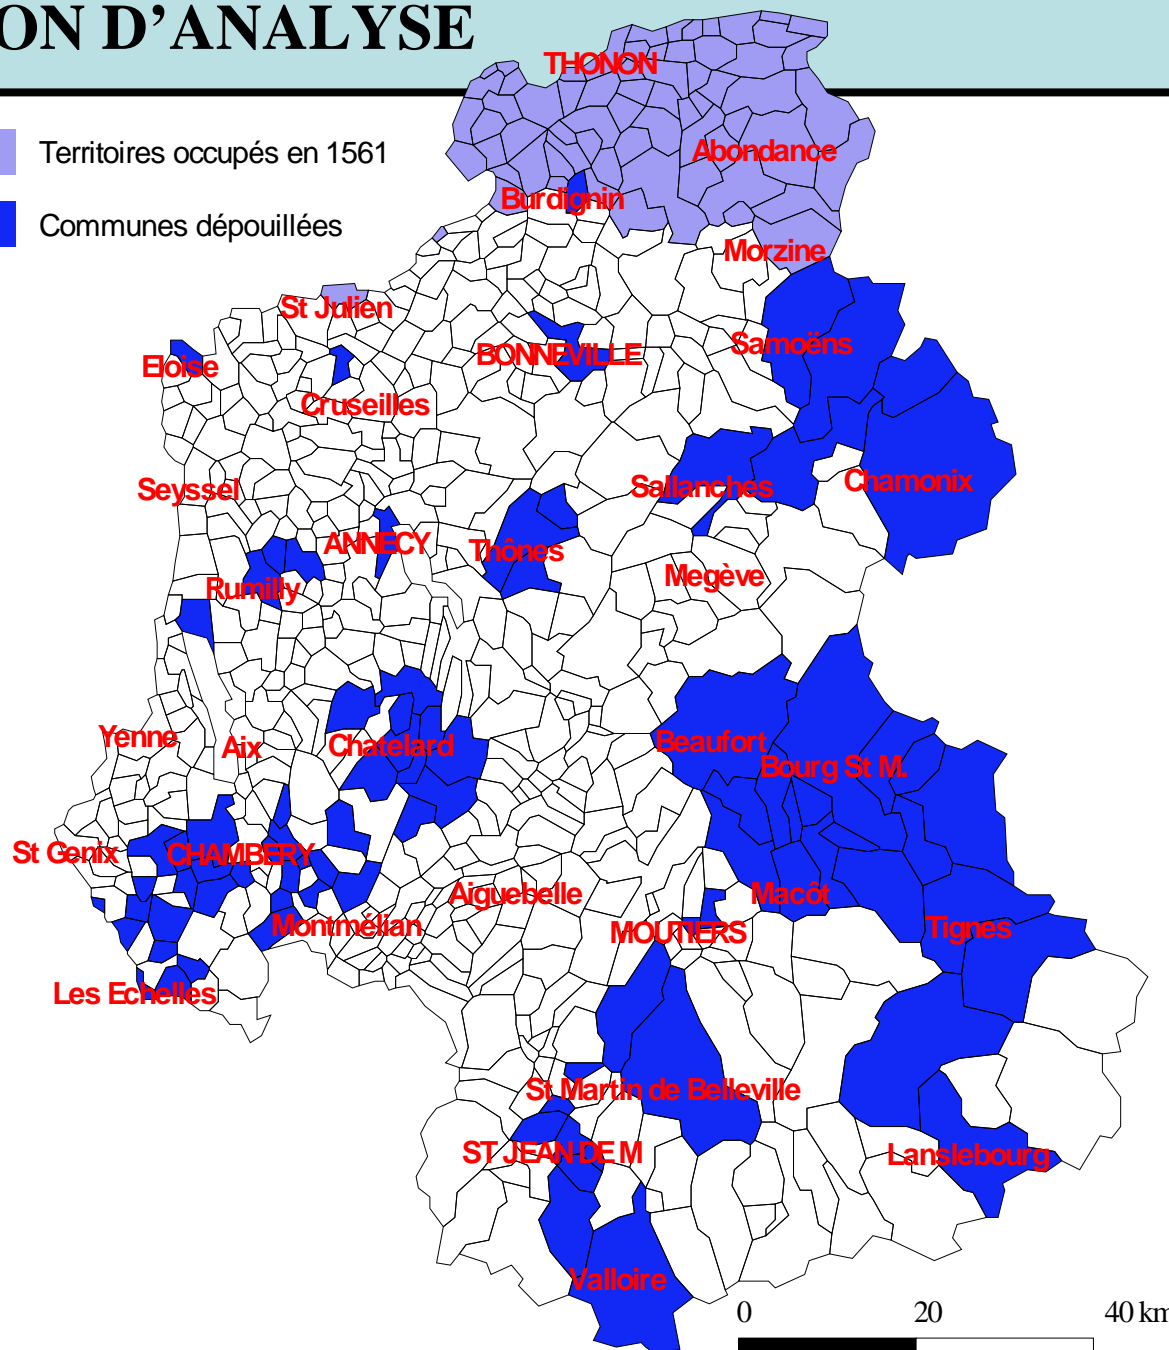 ON D’ANALYSE
THONON
Territoires occupés en 1561
Abondance
Burdignin
Communes dépouillées
Morzine
St Julien
Samoëns
BONNEVILLE
Eloise
Cruseilles
Chamonix
Sallanches
Seyssel
ANNECY
Thônes
Megève
Rumilly
Yenne
Aix
Chatelard
Beaufort
Bourg St M.
St Genix
CHAMBERY
Aiguebelle
Macôt
Montmélian
MOUTIERS
Tignes
Les Echelles
St Martin de Belleville
ST JEAN DE M
Lanslebourg
Valloire
0 20 40 km